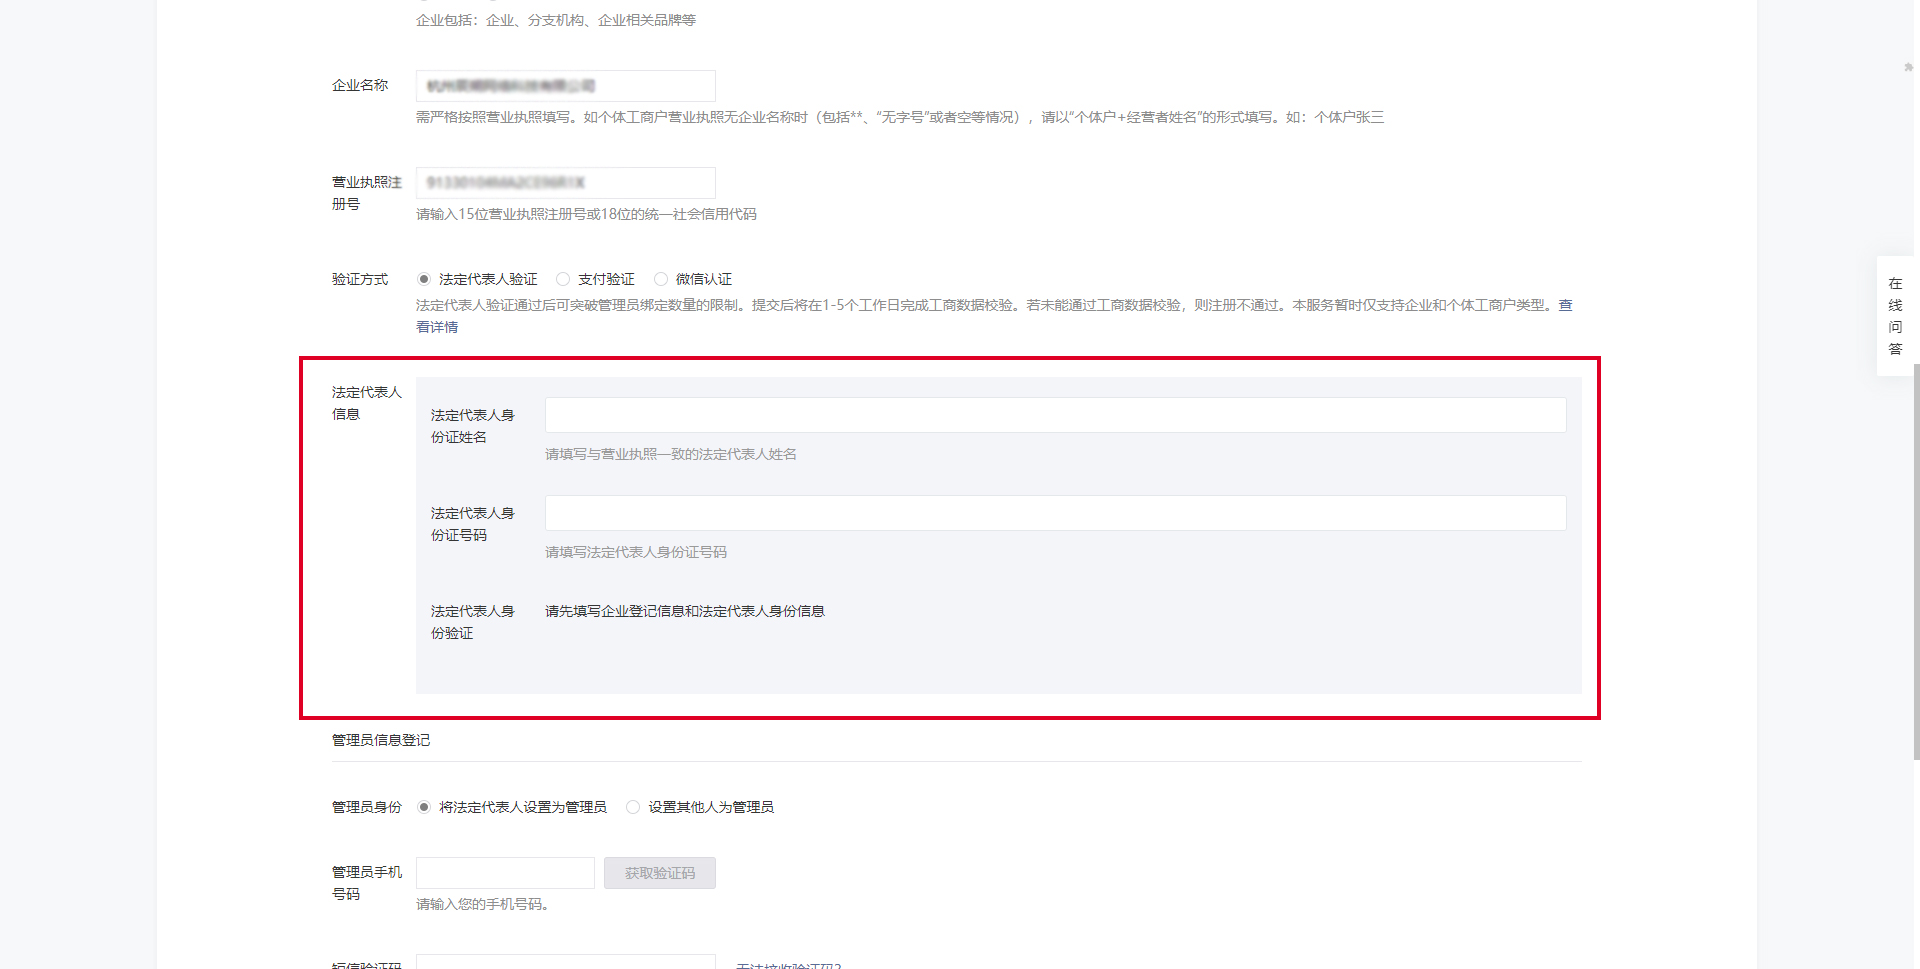 企业包括：企业、分支机构、企业相关品牌等
企业名称
需严格按照营业执照填写。如个体工商户营业执照无企业名称时（包括**、“无字号”或者空等情况），请以“个体户+经营者姓名”的形式填写。如：个体户张三
营业执照注
册号
请输入15位营业执照注册号或18位的统一社会信用代码
验证方式 法定代表人验证 支付验证 微信认证
法定代表人验证通过后可突破管理员绑定数量的限制。提交后将在1-5个工作日完成工商数据校验。若未能通过工商数据校验，则注册不通过。本服务暂时仅支持企业和个体工商户类型。查
看详情
在
线
问
答
法定代表人
信息
法定代表人身
份证姓名
请填写与营业执照一致的法定代表人姓名
法定代表人身
份证号码
请填写法定代表人身份证号码
法定代表人身
份验证
请先填写企业登记信息和法定代表人身份信息
管理员信息登记
管理员身份 将法定代表人设置为管理员 设置其他人为管理员
管理员手机
号码
获取验证码
请输入您的手机号码。
短信验证码 无法接收验证码?